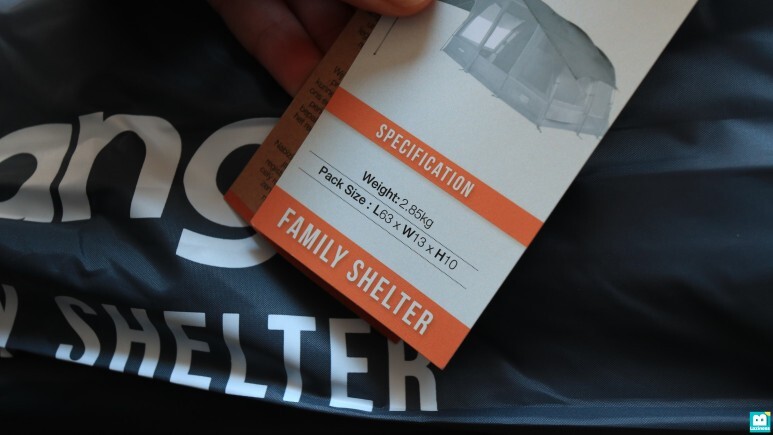 SPECIFICATION
Weight: 2.85kg
Pack Size : L63 x W13 x H10
FAMILY SHELTER
ang
SHELTER